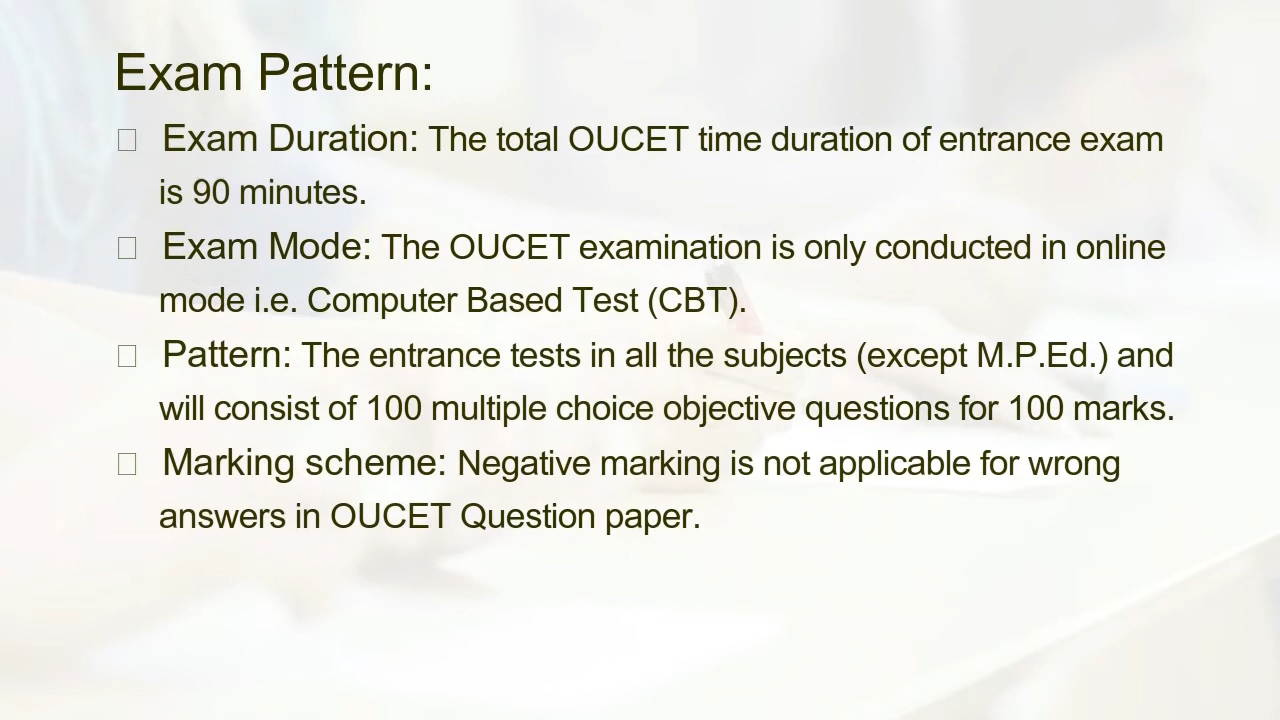 Exam Pattern:
□ Exam Duration: The total OUCET time duration of entrance exam
is 90 minutes.
□ Exam Mode: The OUCET examination is only conducted in online
mode i.e. Computer Based Test (CBT).
□ Pattern: The entrance tests in all the subjects (except M.P.Ed.) and
will consist of 100 multiple choice objective questions for 100 marks.
□ Marking scheme: Negative marking is not applicable for wrong
answers in OUCET Question paper.